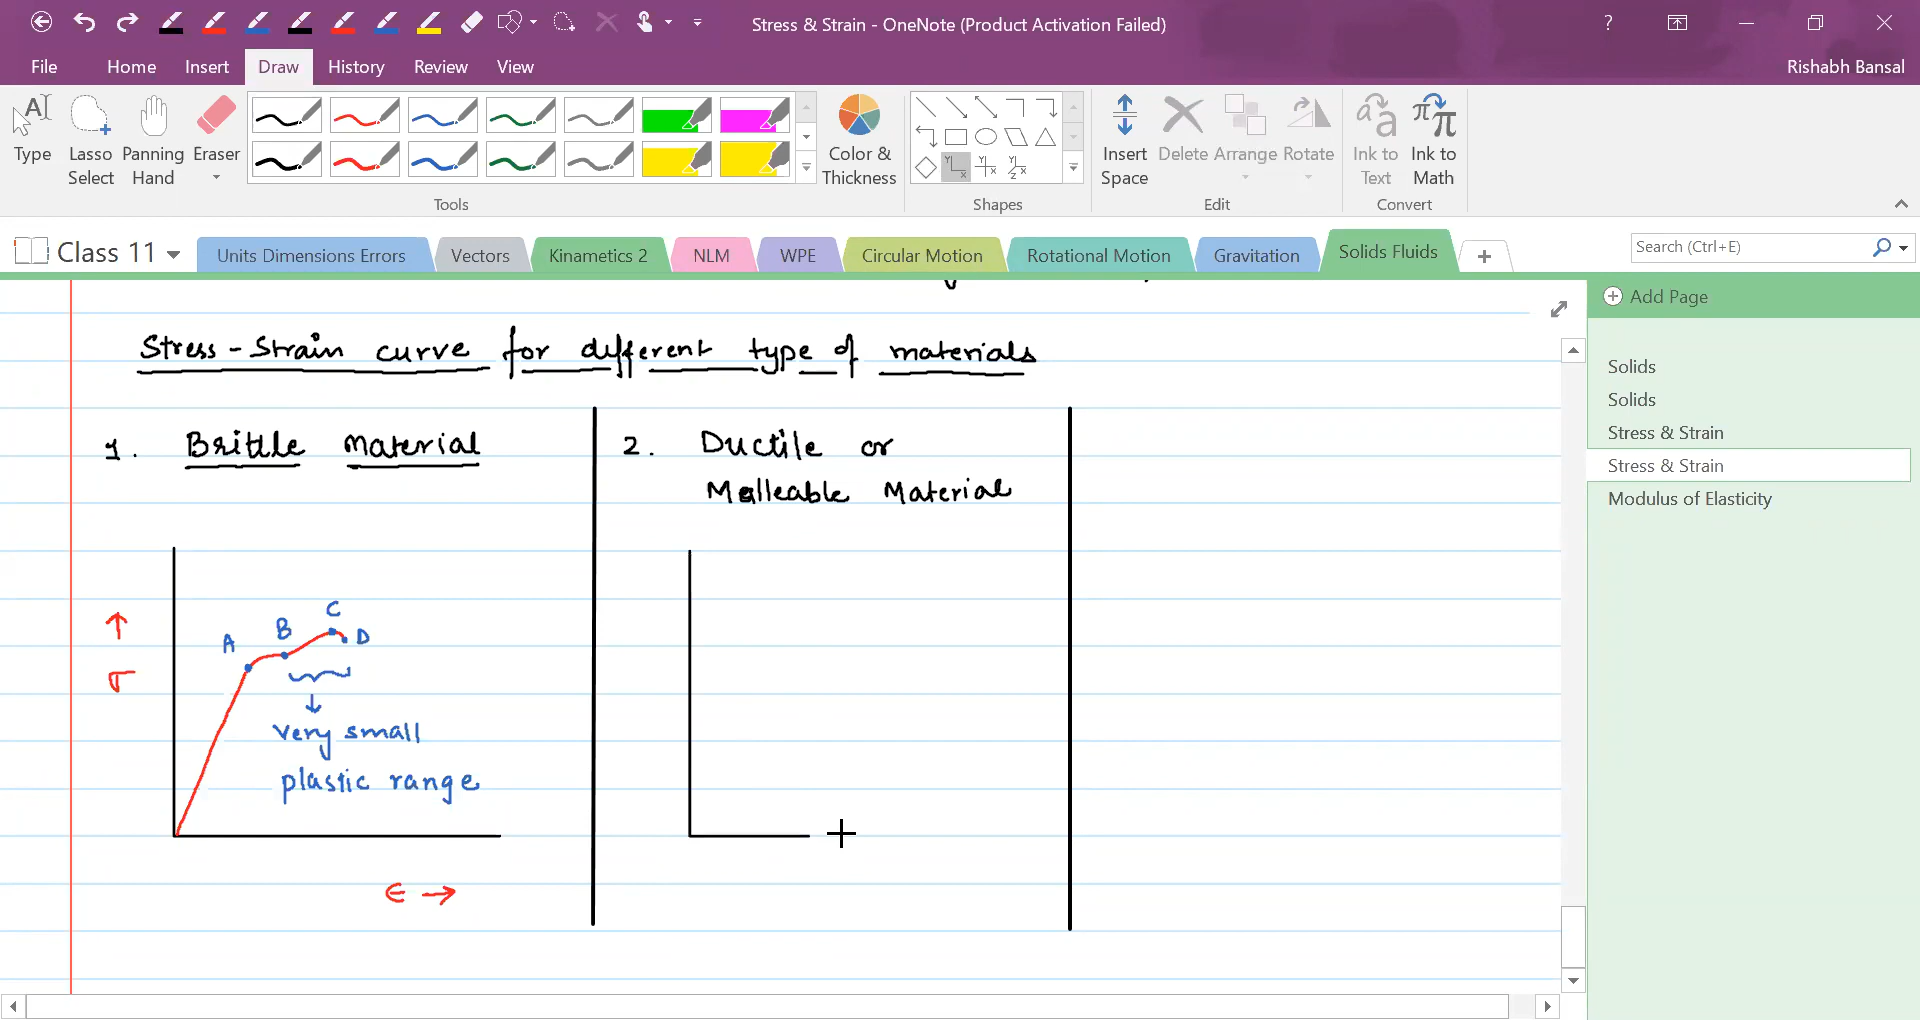 Stress & Strain - OneNote (Product Activation Failed)
?
File Home Insert Draw History Review View
Rishabh Bansal
Type
Lasso Select
Panning Hand
Eraser
Color & Thickness
Insert Space
Delete
Arrange
Rotate
Ink to Text
Ink to Math
Tools
Shapes
Edit
Convert
Class 11
Units Dimensions Errors
Vectors
Kinametics 2
NLM
WPE
Circular Motion
Rotational Motion
Gravitation
Solids Fluids
Search (Ctrl+E)
Add Page
Solids
Solids
Stress & Strain
Stress & Strain
Modulus of Elasticity
Stress - Strain curve for different type of materials
1. Brittle Material
2. Ductile or
Malleable Material
↑
σ
A B C D
↓
very small
plastic range
ϵ →